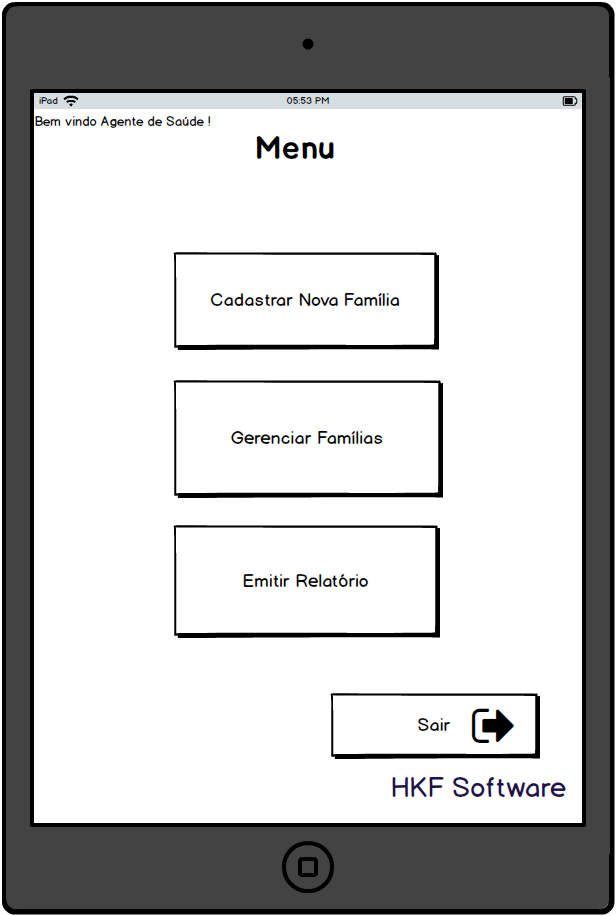 iPad 05:53 PM
Bem vindo Agente de Saúde !
Menu
Cadastrar Nova Família
Gerenciar Famílias
Emitir Relatório
Sair
HKF Software